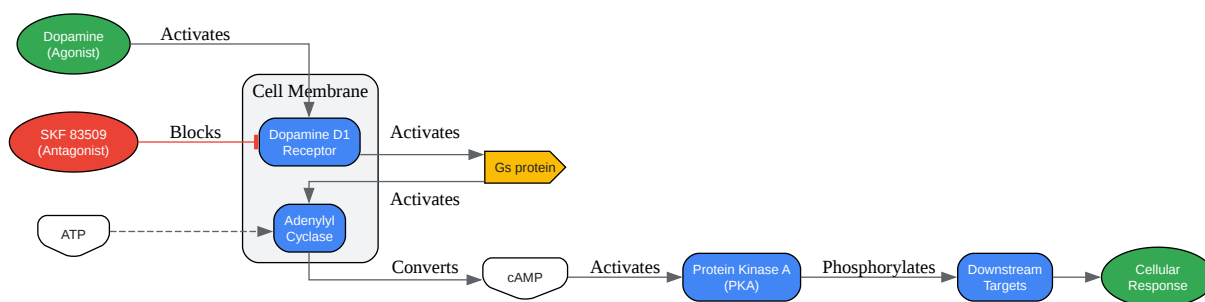 Dopamine
(Agonist)
Activates
Cell Membrane
SKF 83509
(Antagonist)
Blocks
Dopamine D1
Receptor
Activates
Gs protein
Activates
ATP
Adenylyl
Cyclase
Converts
cAMP
Activates
Protein Kinase A
(PKA)
Phosphorylates
Downstream
Targets
Cellular
Response